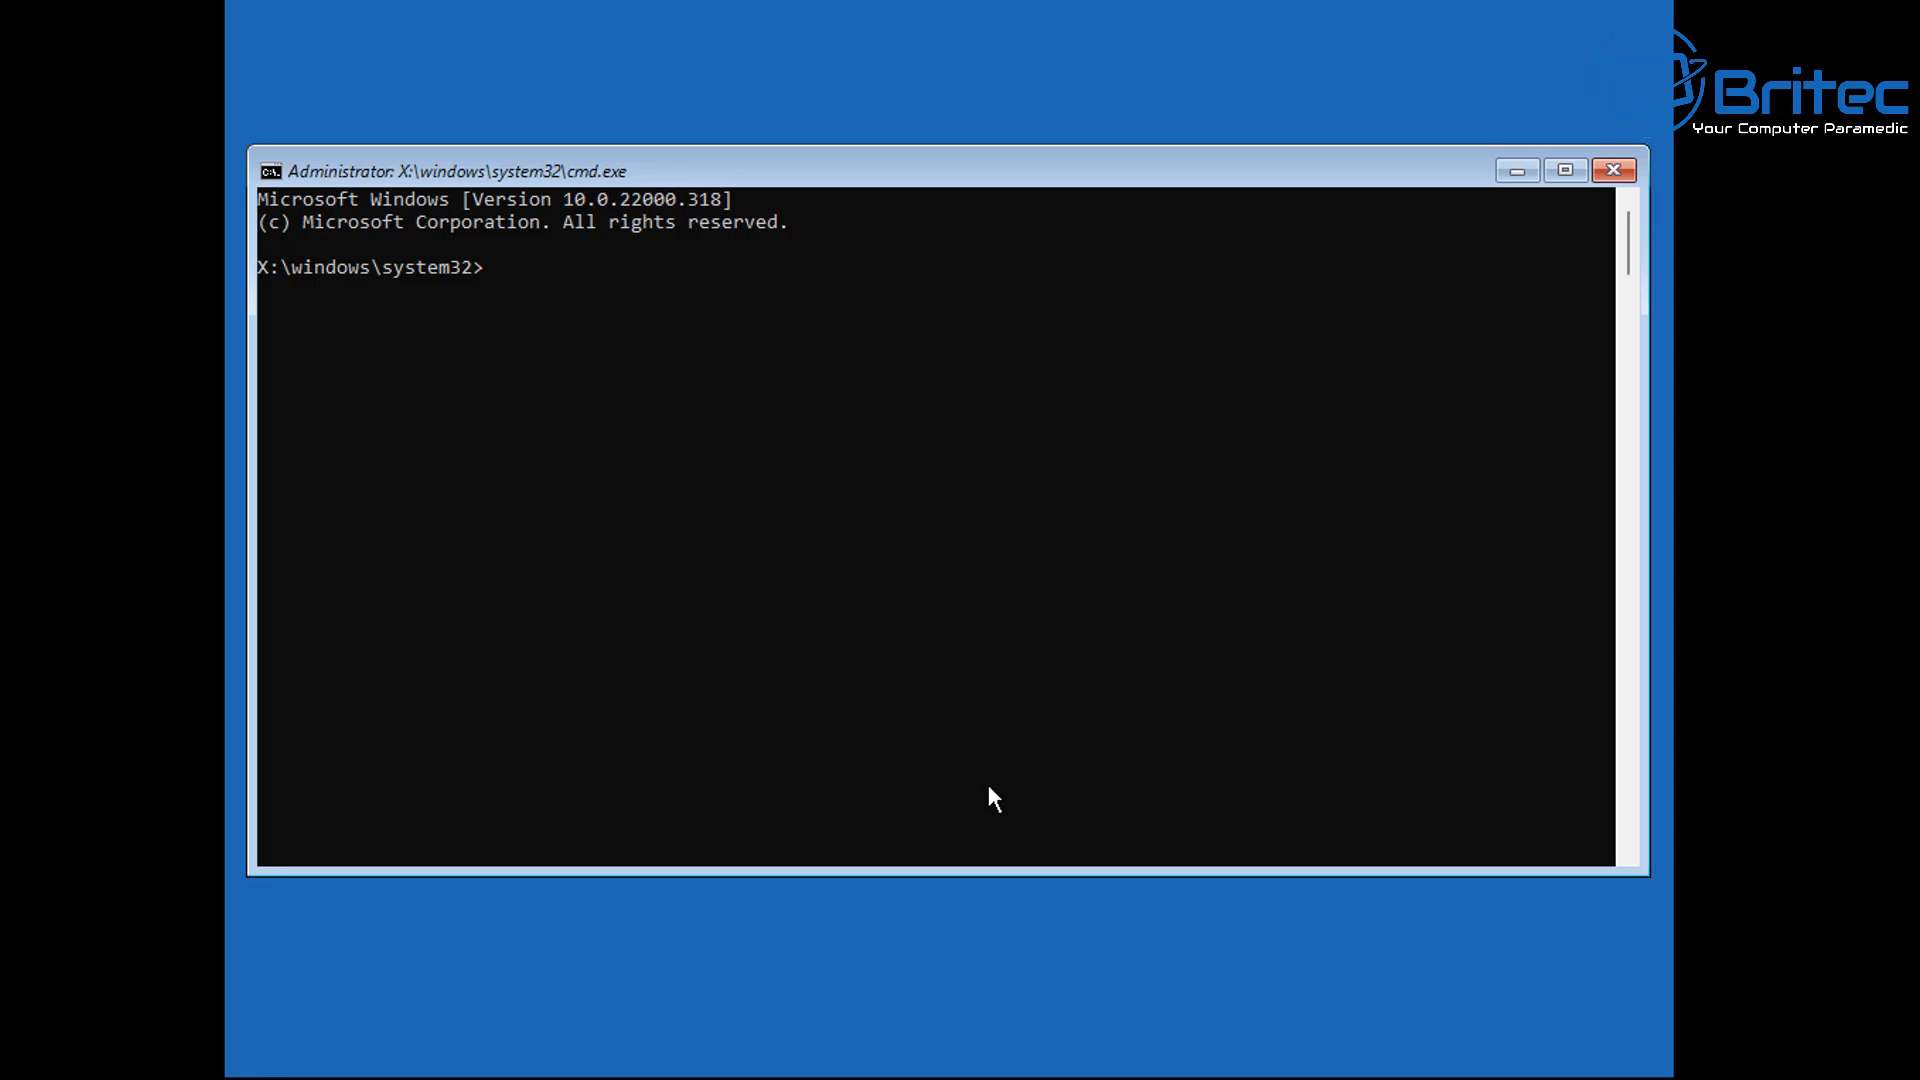 Britec
Your Computer Paramedic
Administrator: X:\windows\system32\cmd.exe
Microsoft Windows [Version 10.0.22000.318]
(c) Microsoft Corporation. All rights reserved.
X:\windows\system32>